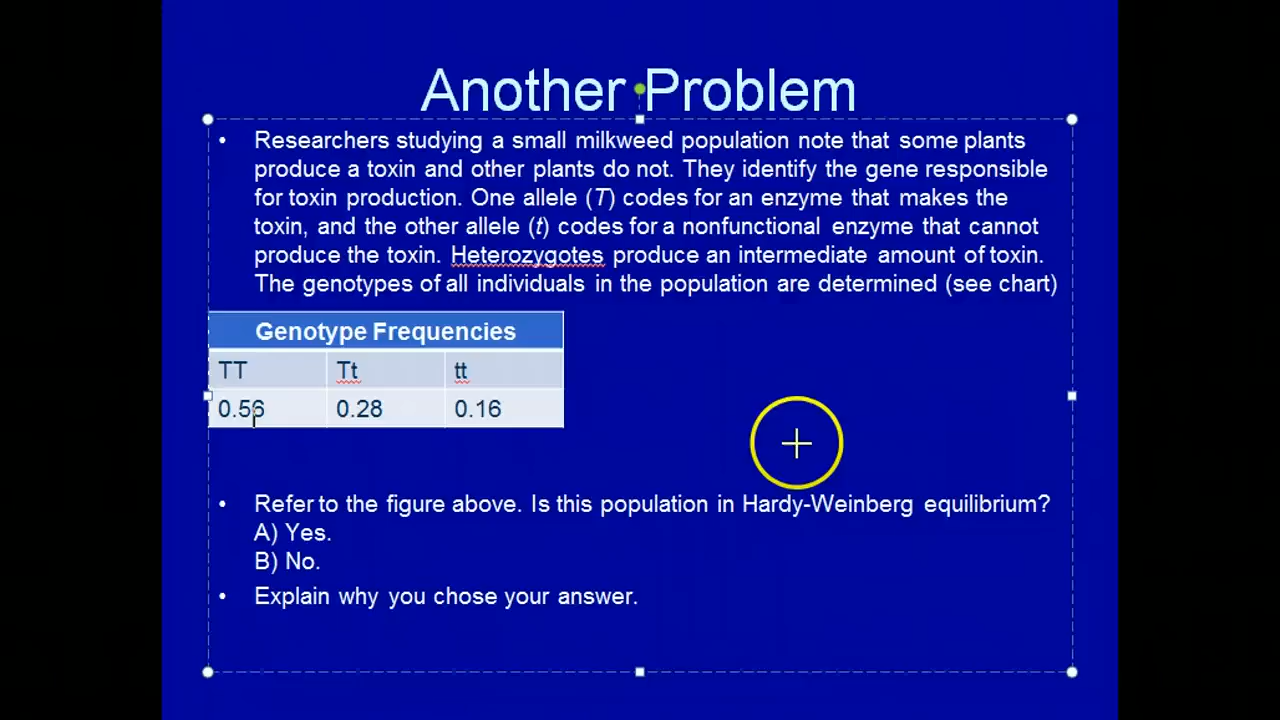 Another Problem
• Researchers studying a small milkweed population note that some plants
produce a toxin and other plants do not. They identify the gene responsible
for toxin production. One allele (T) codes for an enzyme that makes the
toxin, and the other allele (t) codes for a nonfunctional enzyme that cannot
produce the toxin. Heterozygotes produce an intermediate amount of toxin.
The genotypes of all individuals in the population are determined (see chart)
Genotype Frequencies
TT Tt tt
0.56 0.28 0.16
• Refer to the figure above. Is this population in Hardy-Weinberg equilibrium?
A) Yes.
B) No.
• Explain why you chose your answer.